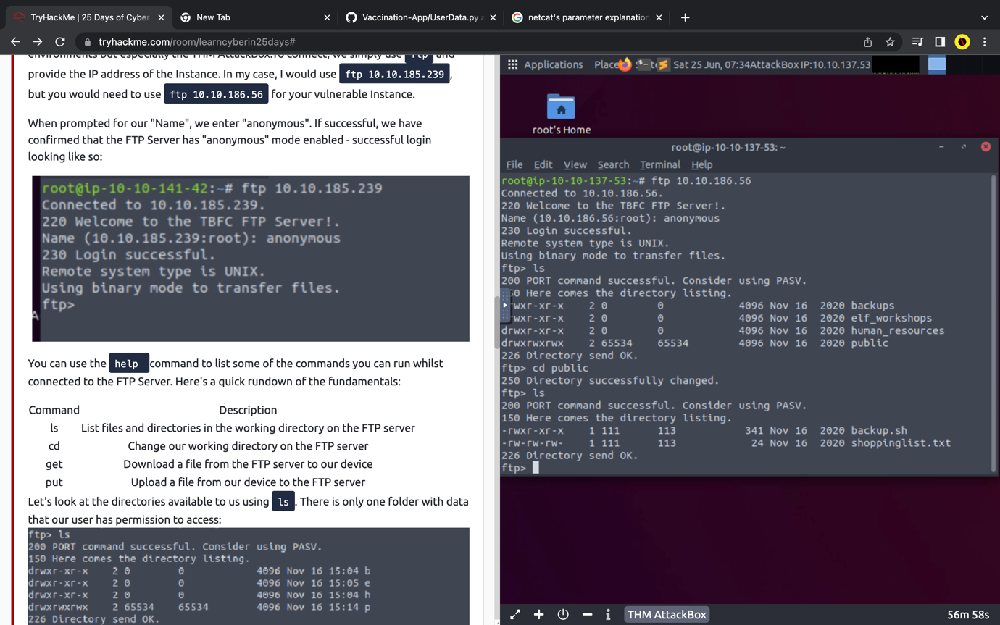 TryHackMe | 25 Days of Cyber
New Tab
Vaccination-App/UserData.py a
netcat's parameter explanation
tryhackme.com/room/learncyberin25days#
environments but especially the THM AttackBox.To connect, we simply use ftp and
provide the IP address of the Instance. In my case, I would use ftp 10.10.185.239 ,
but you would need to use ftp 10.10.186.56 for your vulnerable Instance.
When prompted for our "Name", we enter "anonymous". If successful, we have
confirmed that the FTP Server has "anonymous" mode enabled - successful login
looking like so:
root@ip-10-10-141-42:~# ftp 10.10.185.239
Connected to 10.10.185.239.
220 Welcome to the TBFC FTP Server!.
Name (10.10.185.239:root): anonymous
230 Login successful.
Remote system type is UNIX.
Using binary mode to transfer files.
ftp>
A
You can use the help command to list some of the commands you can run whilst
connected to the FTP Server. Here's a quick rundown of the fundamentals:
Command Description
ls List files and directories in the working directory on the FTP server
cd Change our working directory on the FTP server
get Download a file from the FTP server to our device
put Upload a file from our device to the FTP server
Let's look at the directories available to us using ls . There is only one folder with data
that our user has permission to access:
ftp> ls
200 PORT command successful. Consider using PASV.
150 Here comes the directory listing.
drwxr-xr-x 2 0 0 4096 Nov 16 15:04 b
drwxr-xr-x 2 0 0 4096 Nov 16 15:05 e
drwxr-xr-x 2 0 0 4096 Nov 16 15:04 h
drwxrwxrwx 2 65534 65534 4096 Nov 16 15:14 p
226 Directory send OK.
Applications Place Sat 25 Jun, 07:34 AttackBox IP:10.10.137.53
root's Home
root@ip-10-10-137-53: ~
File Edit View Search Terminal Help
root@ip-10-10-137-53:~# ftp 10.10.186.56
Connected to 10.10.186.56.
220 Welcome to the TBFC FTP Server!.
Name (10.10.186.56:root): anonymous
230 Login successful.
Remote system type is UNIX.
Using binary mode to transfer files.
ftp> ls
200 PORT command successful. Consider using PASV.
50 Here comes the directory listing.
rwxr-xr-x 2 0 0 4096 Nov 16 2020 backups
rwxr-xr-x 2 0 0 4096 Nov 16 2020 elf_workshops
drwxr-xr-x 2 0 0 4096 Nov 16 2020 human_resources
drwxrwxrwx 2 65534 65534 4096 Nov 16 2020 public
226 Directory send OK.
ftp> cd public
250 Directory successfully changed.
ftp> ls
200 PORT command successful. Consider using PASV.
150 Here comes the directory listing.
-rwxr-xr-x 1 111 113 341 Nov 16 2020 backup.sh
-rw-rw-rw- 1 111 113 24 Nov 16 2020 shoppinglist.txt
226 Directory send OK.
ftp>
THM AttackBox
56m 58s